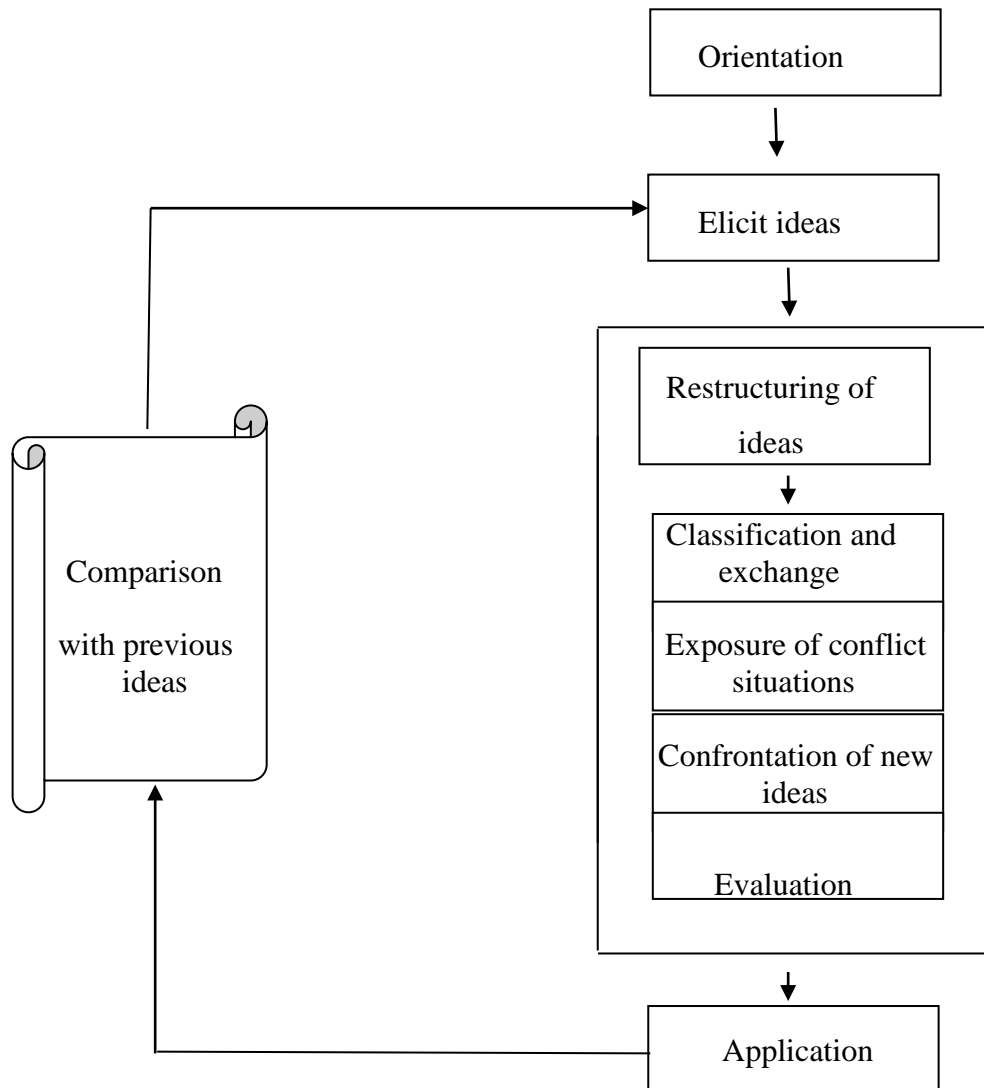 Orientation
Elicit ideas
Restructuring of
ideas
Classification and
exchange
Exposure of conflict
situations
Confrontation of new
ideas
Evaluation
Application
Comparison
with previous
ideas